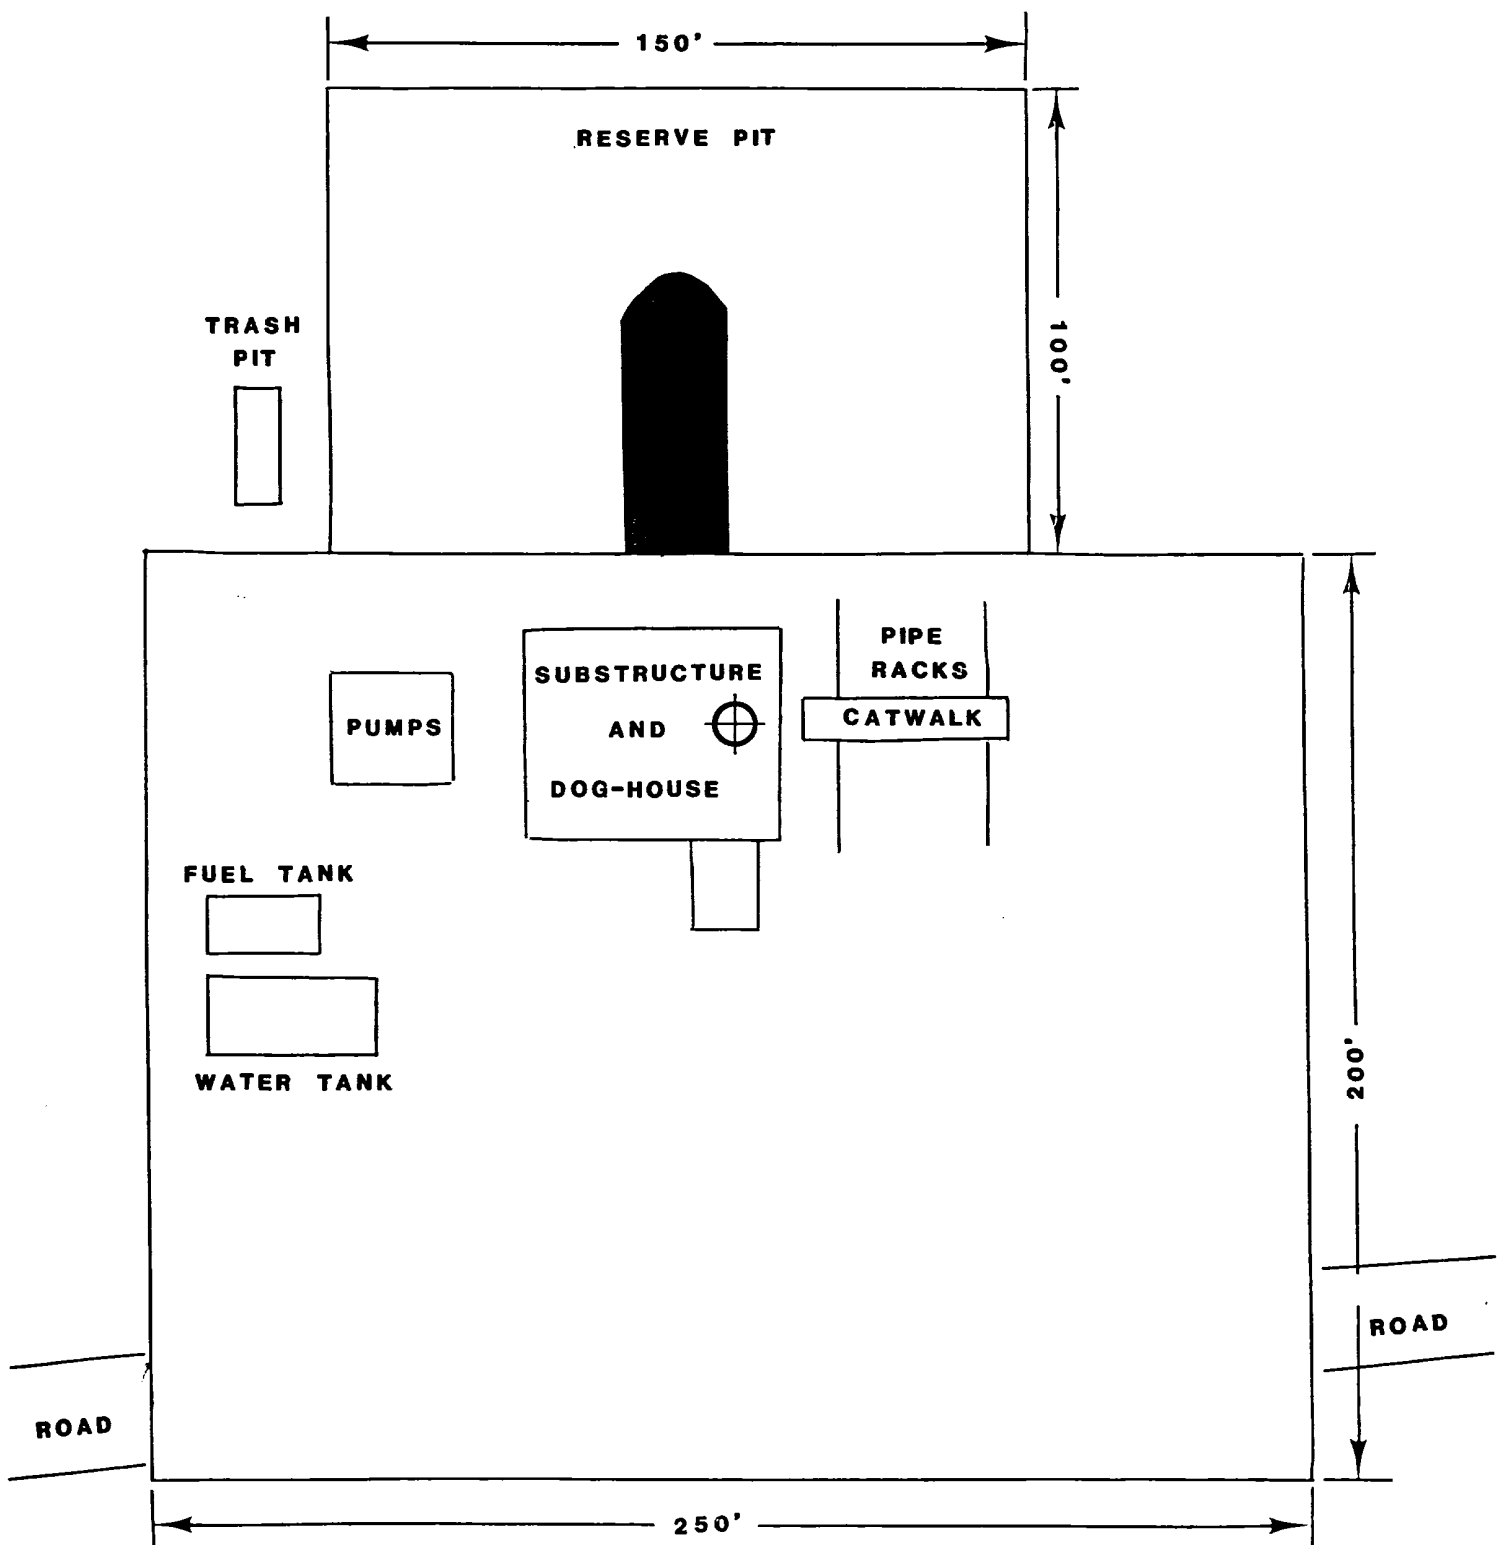 150'
RESERVE PIT
100'
TRASH
PIT
PIPE
RACKS
SUBSTRUCTURE
AND
DOG-HOUSE
CATWALK
PUMPS
FUEL TANK
WATER TANK
200'
ROAD
ROAD
250'